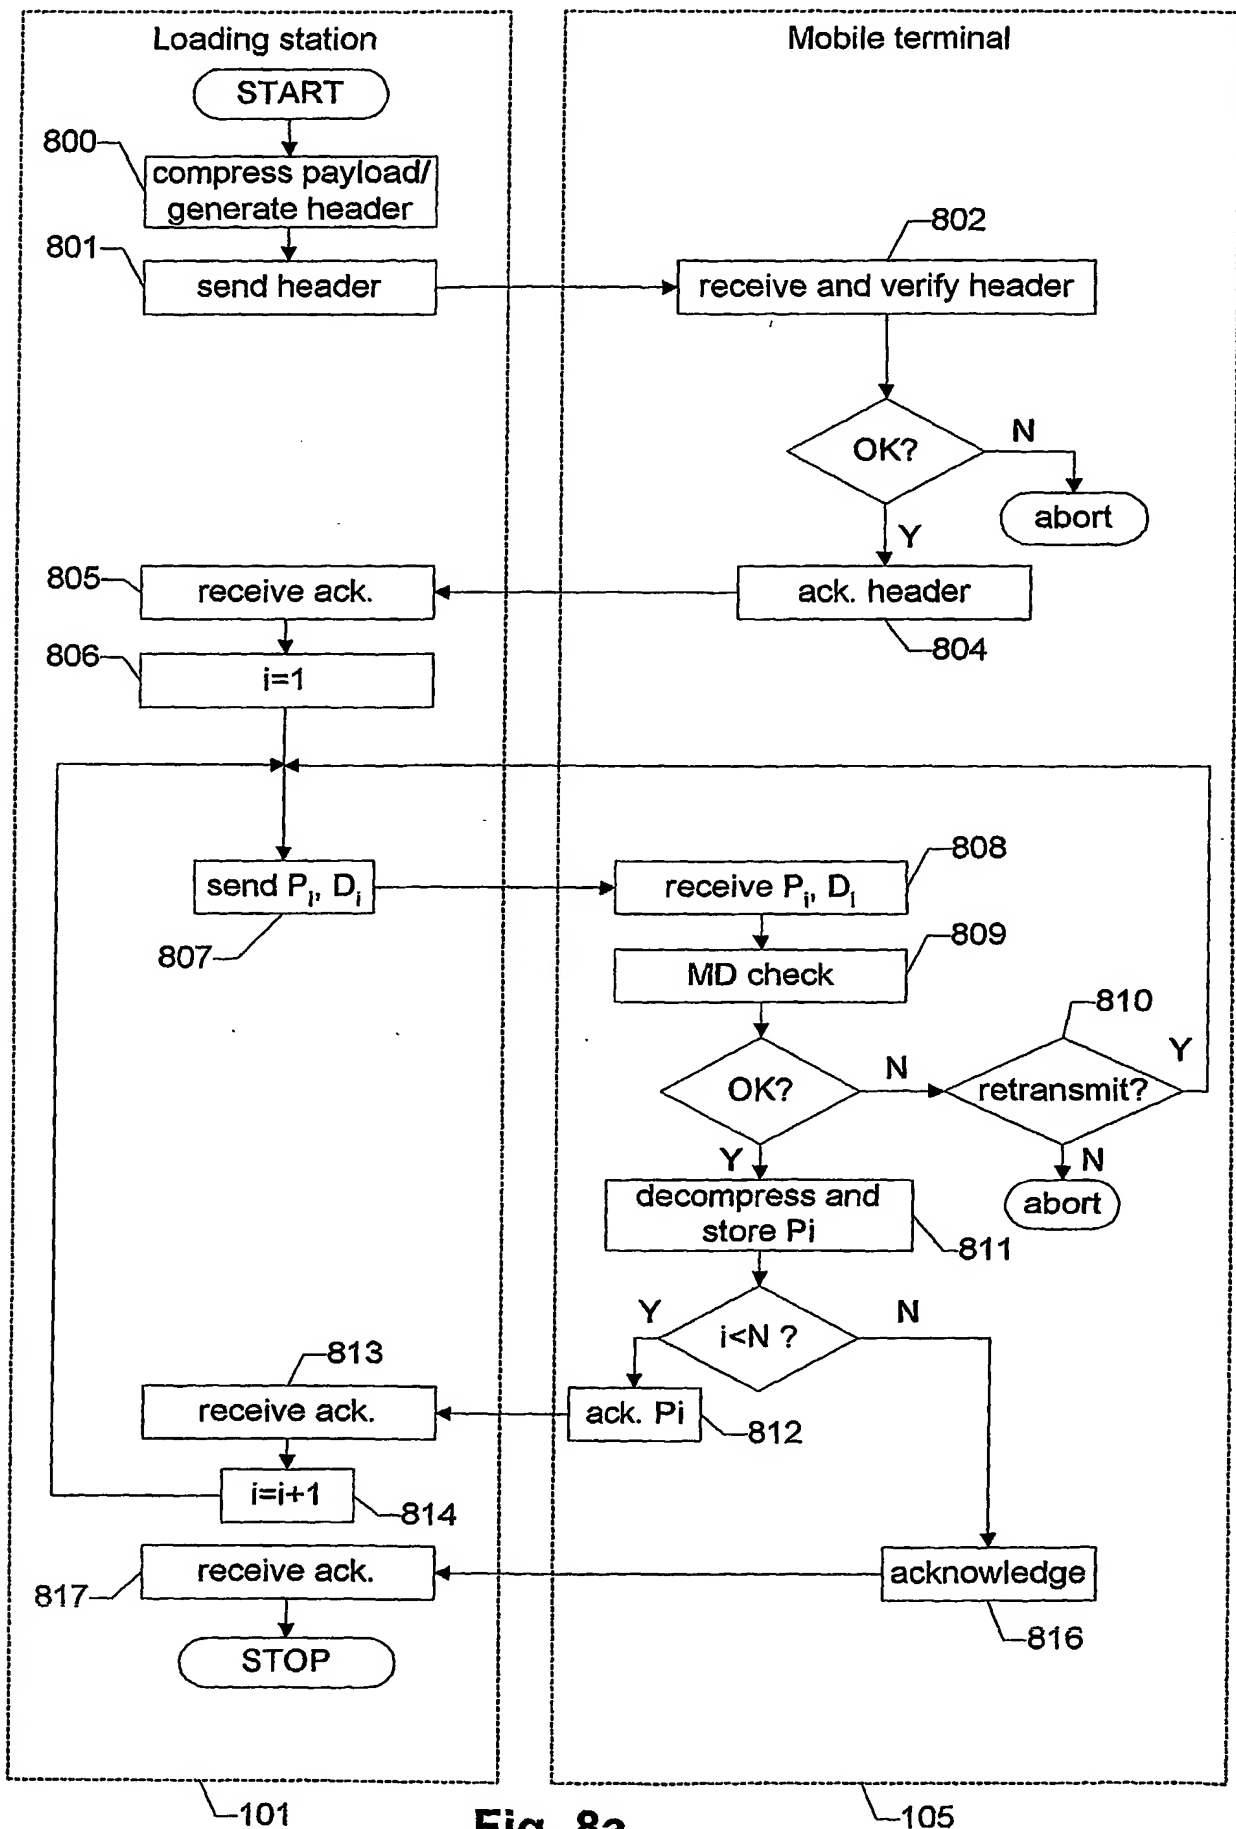 Loading station
Mobile terminal
START
800
compress payload/
generate header
802
801
send header
receive and verify header
OK?
N
abort
Y
805
receive ack.
ack. header
804
806
i=1
808
send Pi, Di
receive Pi, Di
807
809
MD check
810
Y
OK?
N
retransmit?
Y
N
decompress and
store Pi
abort
811
Y
N
i<N ?
813
receive ack.
ack. Pi
812
i=i+1
814
receive ack.
acknowledge
817
816
STOP
101
Fig. 8a
105